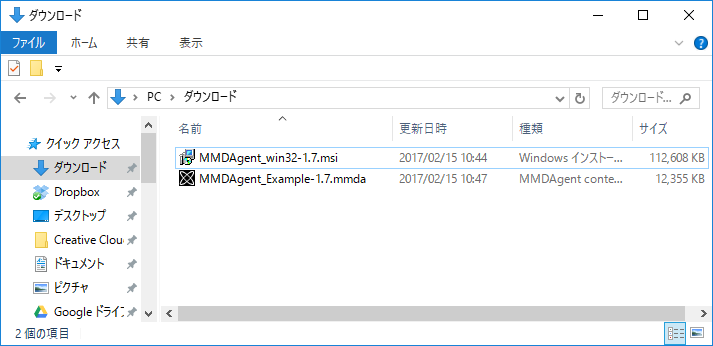 ダウンロード
ファイル ホーム 共有 表示
PC ダウンロード ダウンロード...
名前 更新日時 種類 サイズ
クイック アクセス
ダウンロード
Dropbox
デスクトップ
Creative Cloud
ドキュメント
ピクチャ
Google ドライブ
MMDAgent_win32-1.7.msi 2017/02/15 10:44 Windows インストー... 112,608 KB
MMDAgent_Example-1.7.mmda 2017/02/15 10:47 MMDAgent conte... 12,355 KB
2 個の項目